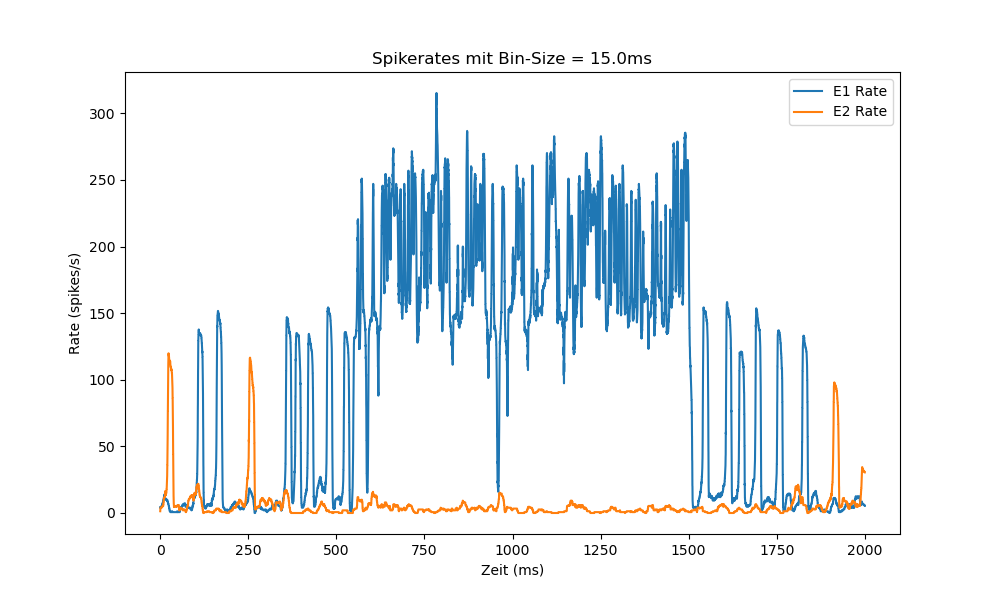 Spikerates mit Bin-Size = 15.0ms
E1 Rate
E2 Rate
Rate (spikes/s)
300
250
200
150
100
50
0
0 250 500 750 1000 1250 1500 1750 2000
Zeit (ms)